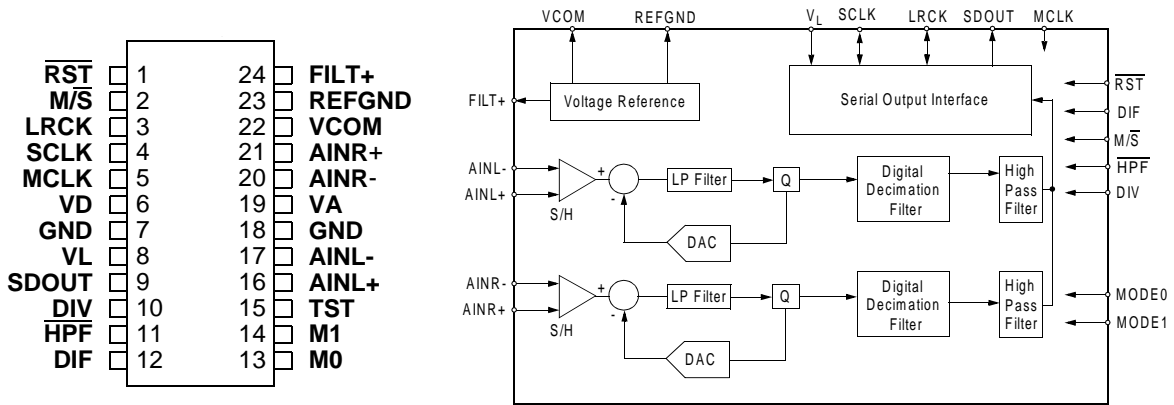 RST 1 24 FILT+
M/S 2 23 REFGND
LRCK 3 22 VCOM
SCLK 4 21 AINR+
MCLK 5 20 AINR-
VD 6 19 VA
GND 7 18 GND
VL 8 17 AINL-
SDOUT 9 16 AINL+
DIV 10 15 TST
HPF 11 14 M1
DIF 12 13 M0
VCOM REFGND VL SCLK LRCK SDOUT MCLK
FILT+ Voltage Reference Serial Output Interface
RST
DIF
M/S
HPF
DIV
AINL-
AINL+
+
-
S/H
LP Filter
Q
DAC
Digital
Decimation
Filter
High
Pass
Filter
AINR-
AINR+
+
-
S/H
LP Filter
Q
DAC
Digital
Decimation
Filter
High
Pass
Filter
MODE0
MODE1